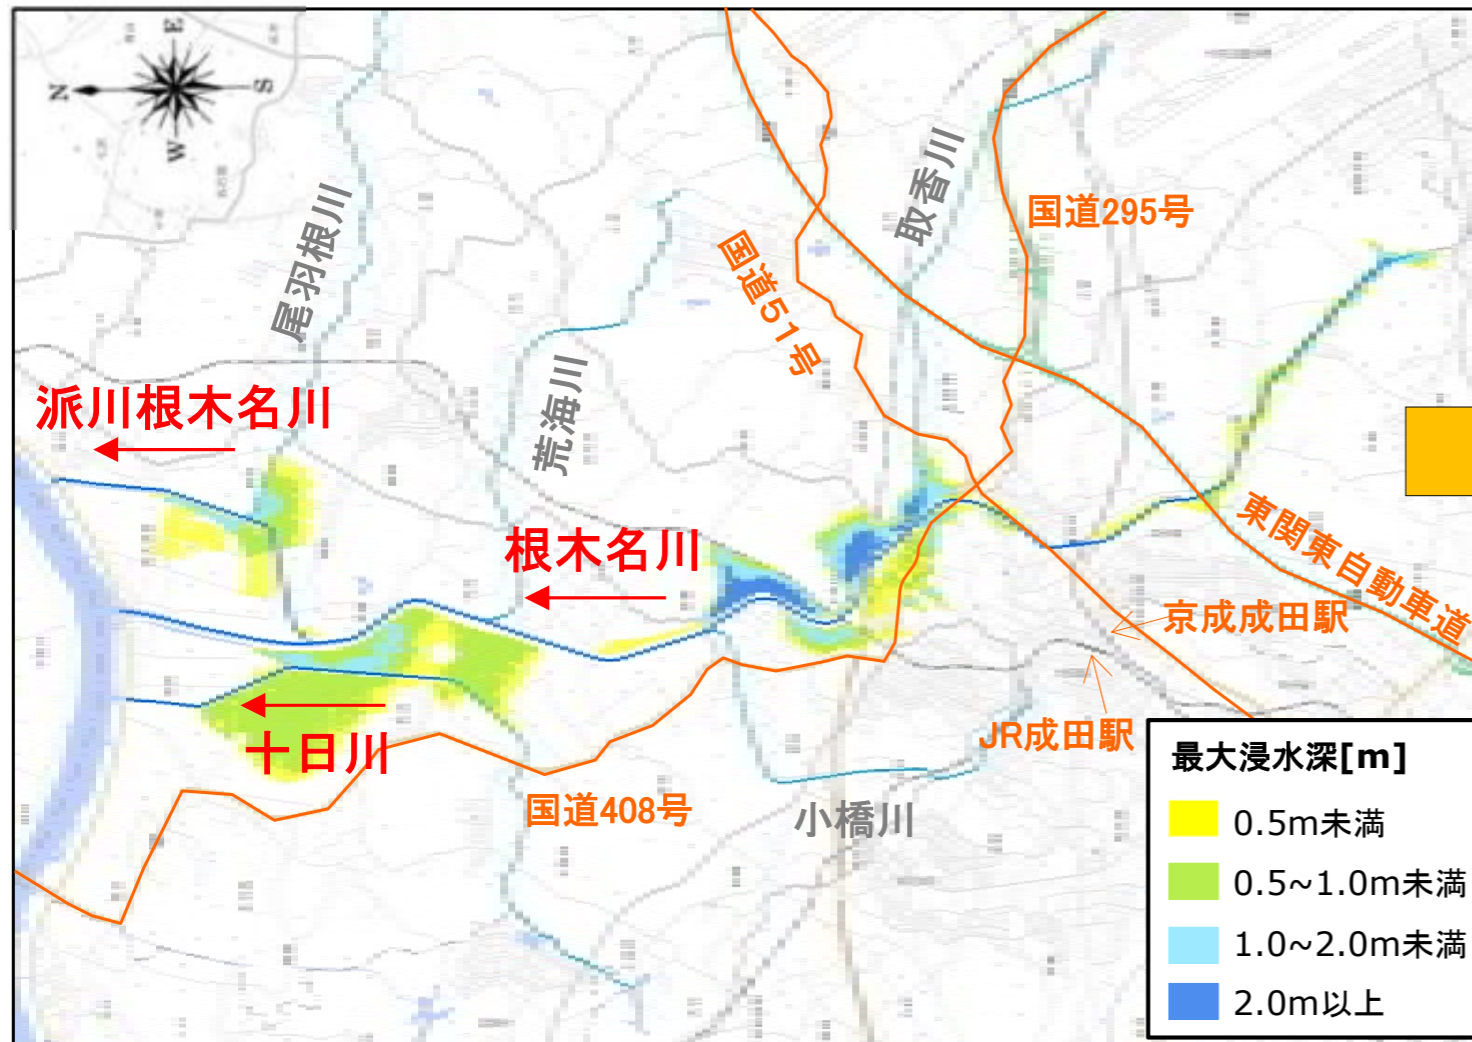 E
N
S
W
取香川
国道295号
尾羽根川
国道51号
派川根木名川
荒海川
根木名川
東関東自動車道
京成成田駅
JR成田駅
十日川
国道408号
小橋川
最大浸水深[m]
0.5m未満
0.5~1.0m未満
1.0~2.0m未満
2.0m以上